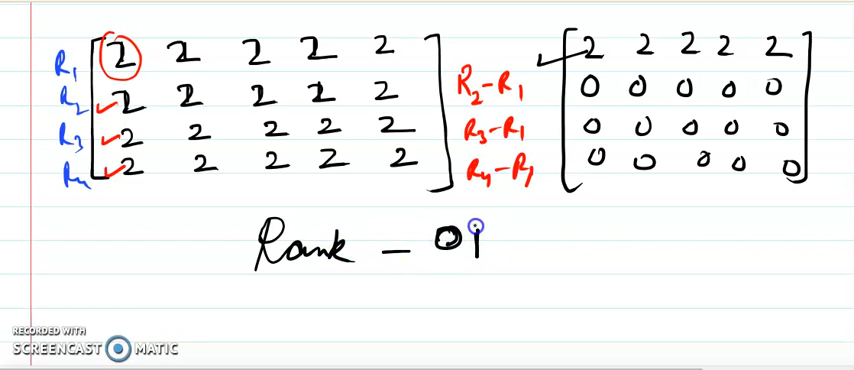 R1 2 2 2 2 2 2 2 2 2 2
R2 2 2 2 2 2 R2-R1 0 0 0 0 0
R3 2 2 2 2 2 R3-R1 0 0 0 0 0
R4 2 2 2 2 2 R4-R1 0 0 0 0 0
Rank - 01
RECORDED WITH
SCREENCAST MATIC